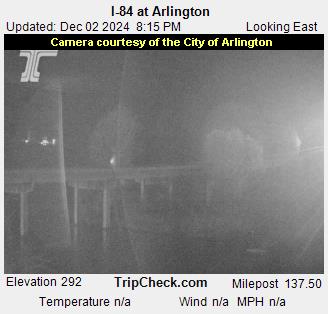 I-84 at Arlington
Updated: Dec 02 2024 8:15 PM Looking East
Camera courtesy of the City of Arlington
Elevation 292 TripCheck.com Milepost 137.50
Temperature n/a Wind n/a MPH n/a